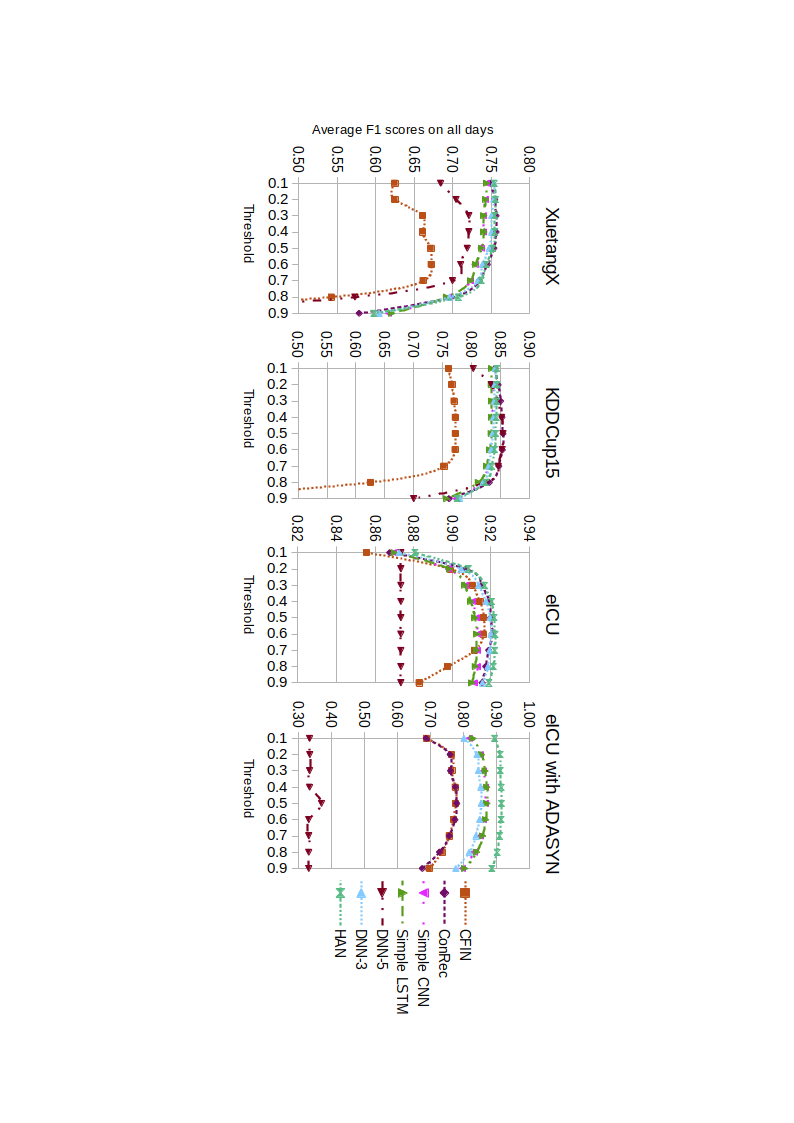 XuetangX
KDDCup15
eICU
eICU with ADASYN
Average F1 scores on all days
0.80
0.75
0.70
0.65
0.60
0.55
0.50
0.1 0.2 0.3 0.4 0.5 0.6 0.7 0.8 0.9
Threshold
0.90
0.85
0.80
0.75
0.70
0.65
0.60
0.55
0.50
0.1 0.2 0.3 0.4 0.5 0.6 0.7 0.8 0.9
Threshold
0.94
0.92
0.90
0.88
0.86
0.84
0.82
0.1 0.2 0.3 0.4 0.5 0.6 0.7 0.8 0.9
Threshold
1.00
0.90
0.80
0.70
0.60
0.50
0.40
0.30
0.1 0.2 0.3 0.4 0.5 0.6 0.7 0.8 0.9
Threshold
CFIN
ConRec
Simple CNN
Simple LSTM
DNN-5
DNN-3
HAN